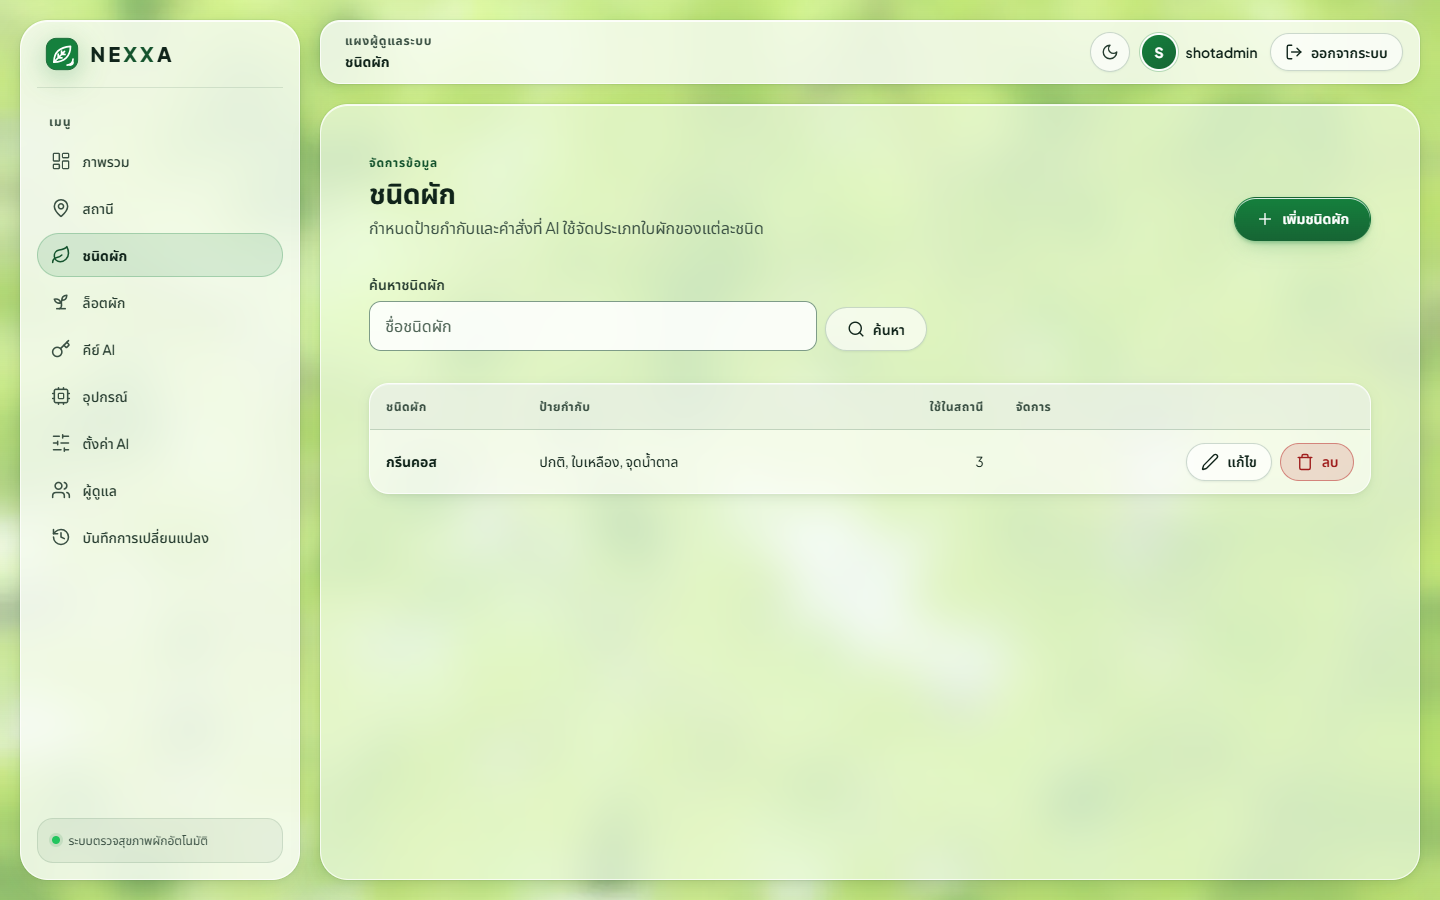 NEXXA
เมนู
ภาพรวม
สถานี
ชนิดผัก
ล็อตผัก
คีย์ AI
อุปกรณ์
ตั้งค่า AI
ผู้ดูแล
บันทึกการเปลี่ยนแปลง
ระบบตรวจสุขภาพผักอัตโนมัติ
แผงผู้ดูแลระบบ
ชนิดผัก
S shotadmin ออกจากระบบ
จัดการข้อมูล
ชนิดผัก
กำหนดป้ายกำกับและคำสั่งที่ AI ใช้จัดประเภทใบผักของแต่ละชนิด
เพิ่มชนิดผัก
ค้นหาชนิดผัก
ชื่อชนิดผัก ค้นหา
ชนิดผัก ป้ายกำกับ ใช้ในสถานี จัดการ
กรีนคอส ปกติ, ใบเหลือง, จุดน้ำตาล 3 แก้ไข ลบ